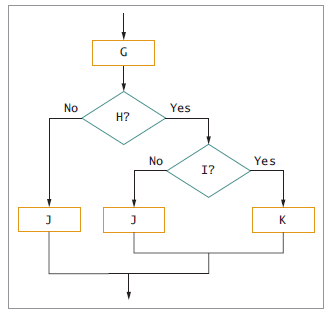 G
No
H?
Yes
No
I?
Yes
J
J
K